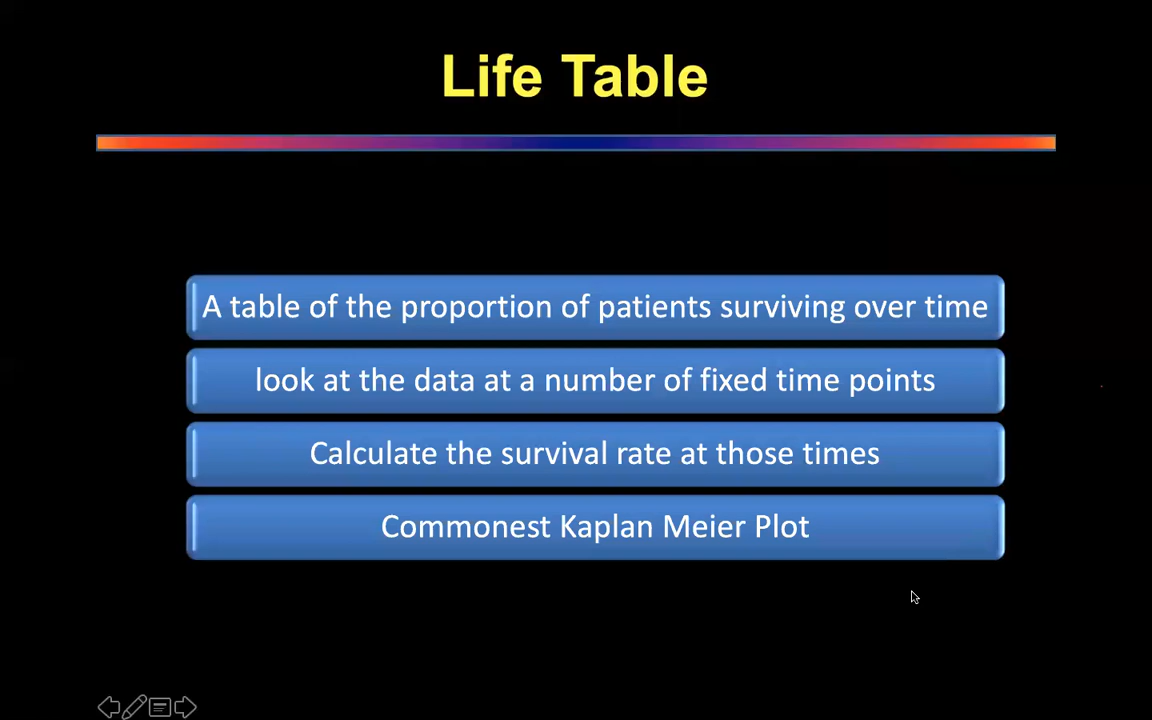 Life Table
A table of the proportion of patients surviving over time
look at the data at a number of fixed time points
Calculate the survival rate at those times
Commonest Kaplan Meier Plot